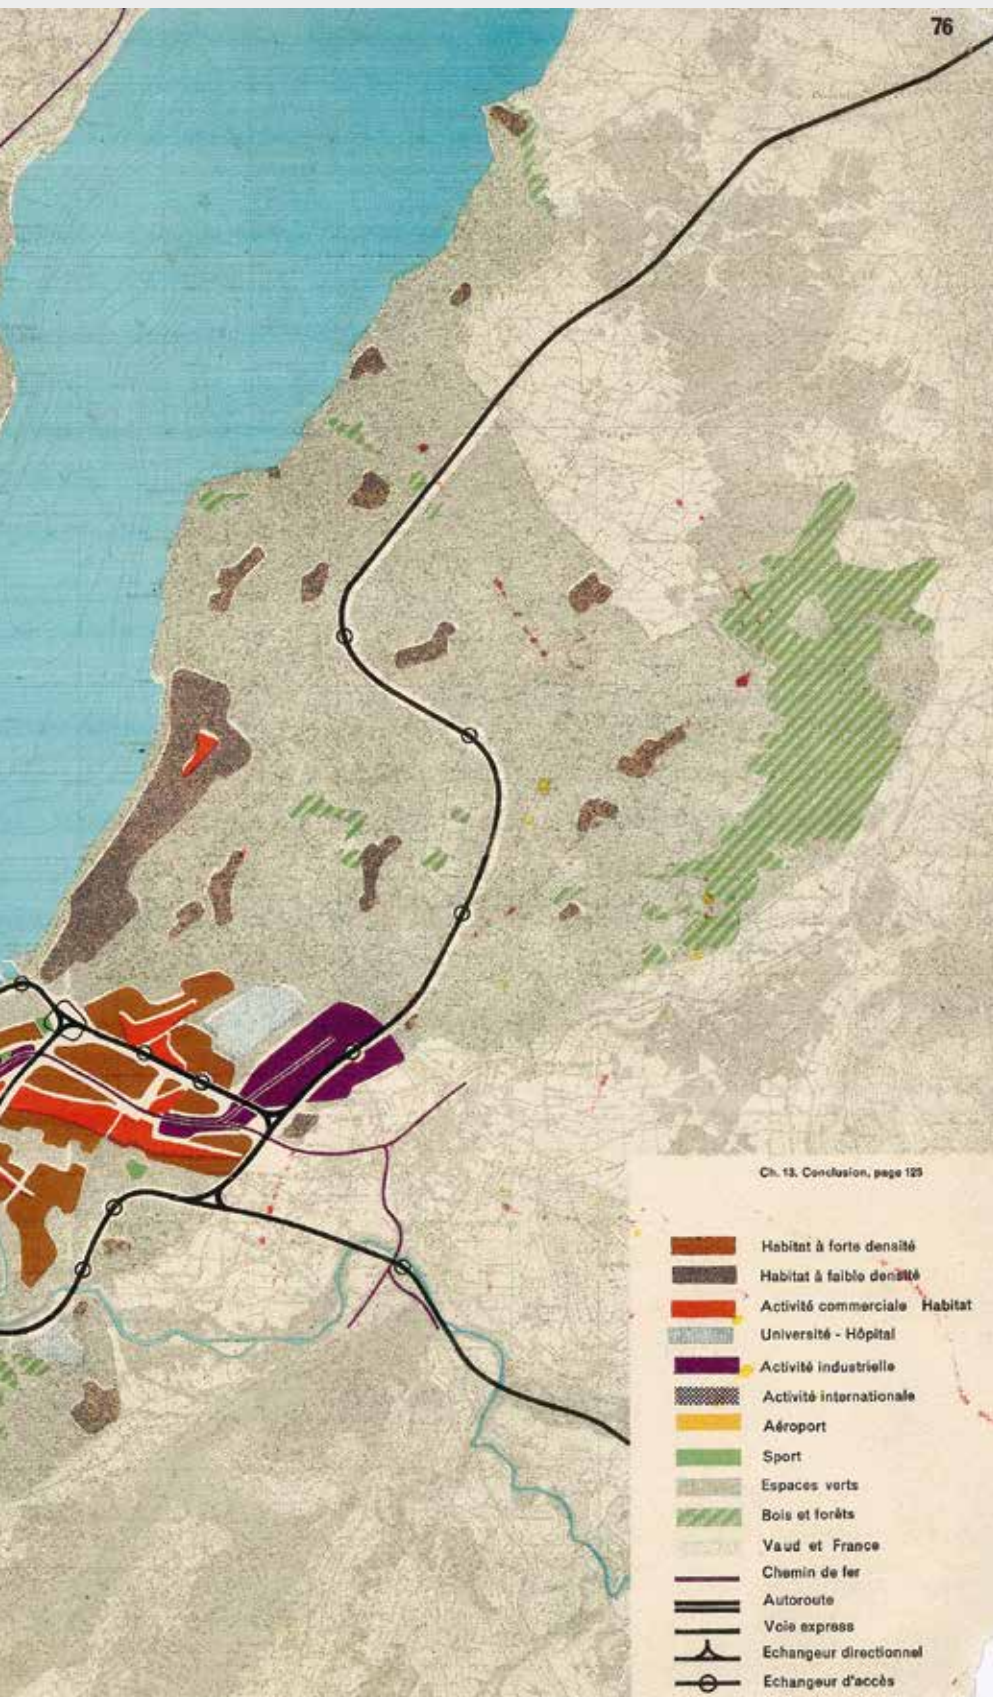 76
Ch. 13. Conclusion, page 125
Habitat à forte densité
Habitat à faible densité
Activité commerciale Habitat
Université - Hôpital
Activité industrielle
Activité internationale
Aéroport
Sport
Espaces verts
Bois et forêts
Vaud et France
Chemin de fer
Autoroute
Voie express
Echangeur directionnel
Echangeur d'accès